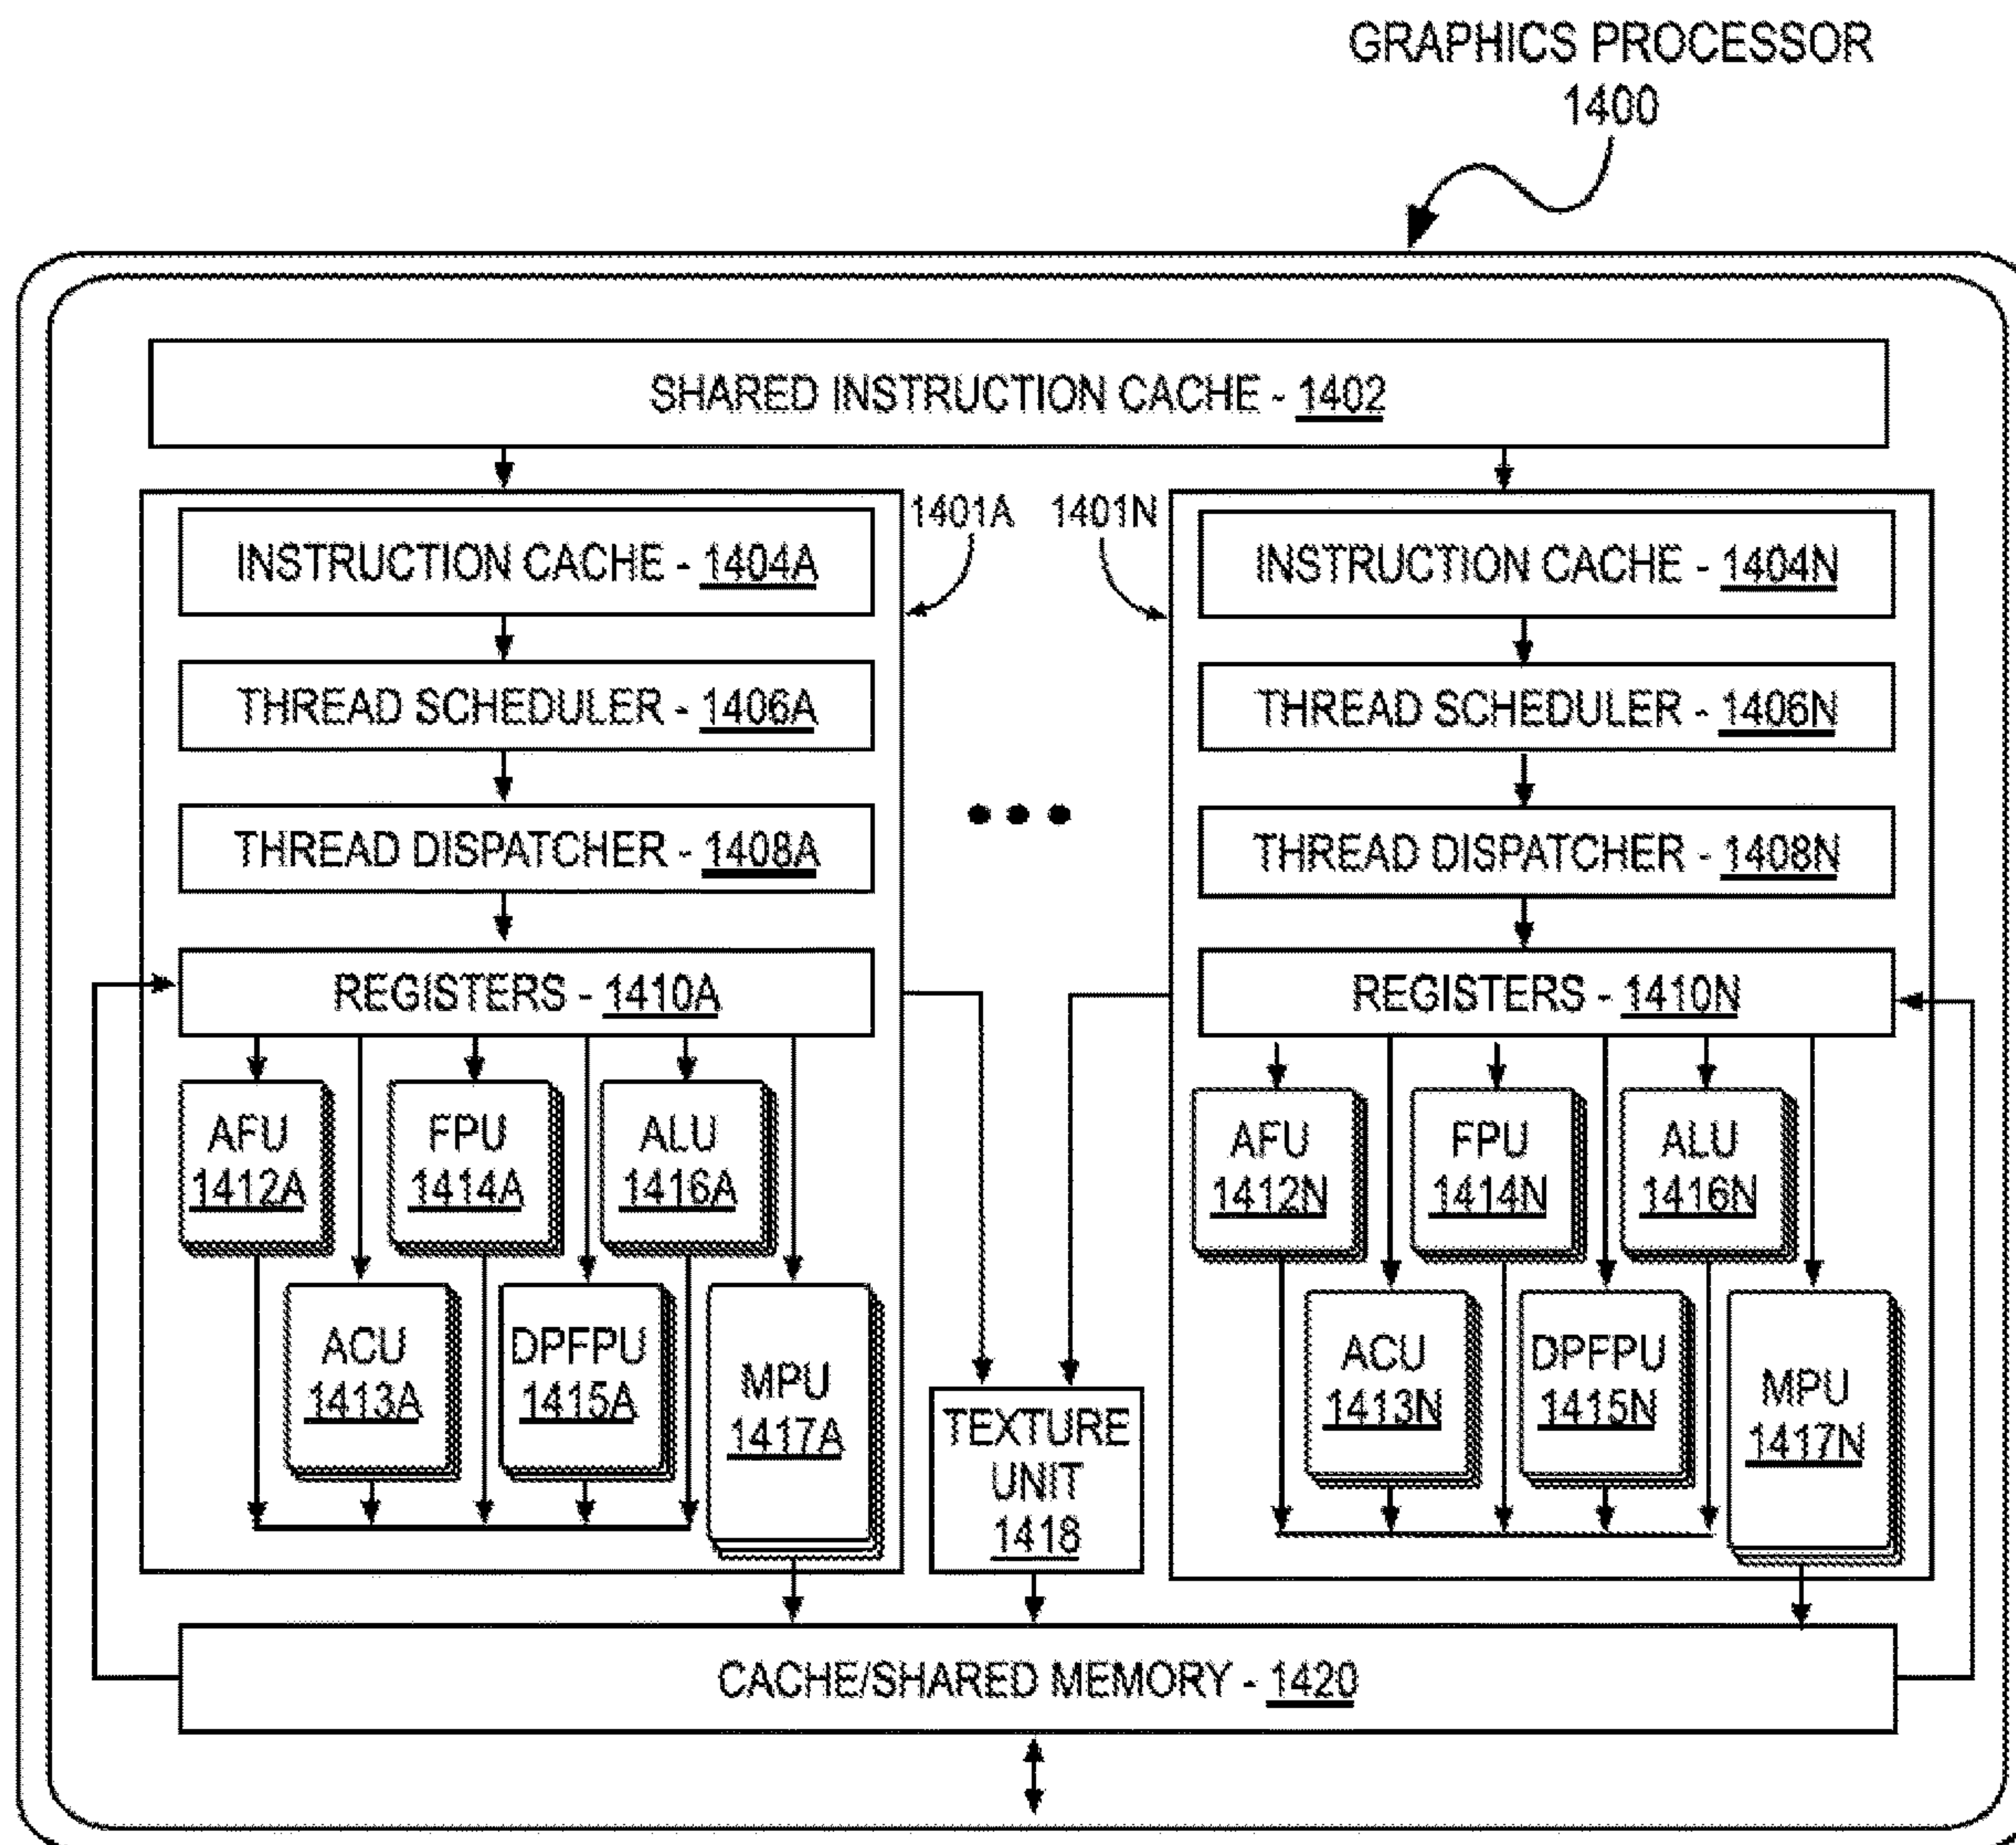 GRAPHICS PROCESSOR
1400
SHARED INSTRUCTION CACHE - 1402
1401A
1401N
INSTRUCTION CACHE - 1404A
THREAD SCHEDULER - 1406A
THREAD DISPATCHER - 1408A
REGISTERS - 1410A
AFU
1412A
FPU
1414A
ALU
1416A
ACU
1413A
DPFPU
1415A
MPU
1417A
INSTRUCTION CACHE - 1404N
THREAD SCHEDULER - 1406N
THREAD DISPATCHER - 1408N
REGISTERS - 1410N
AFU
1412N
FPU
1414N
ALU
1416N
ACU
1413N
DPFPU
1415N
MPU
1417N
TEXTURE
UNIT
1418
CACHE/SHARED MEMORY - 1420